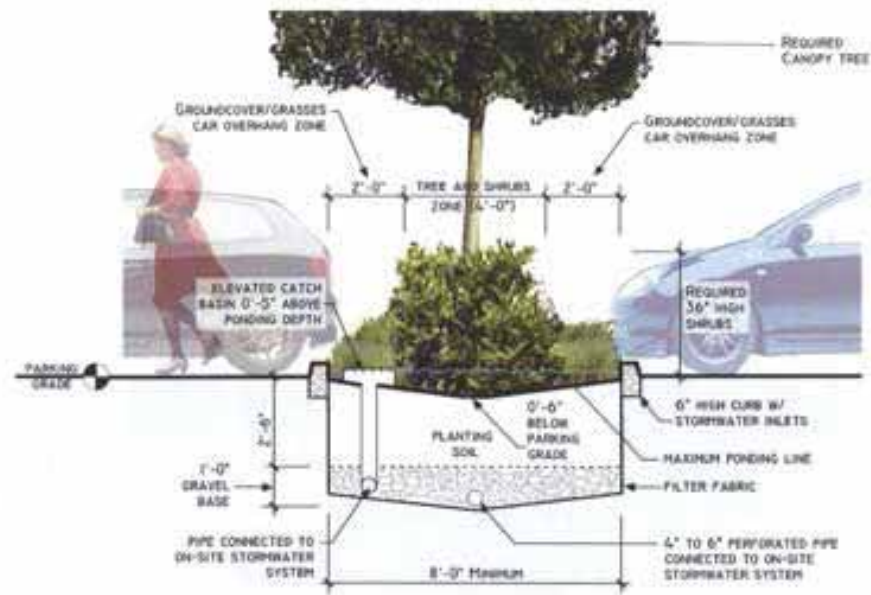 REQUIRED
CANOPY TREE
GROUNDCOVER/GRASSES
CAR OVERHANG ZONE
GROUNDCOVER/GRASSES
CAR OVERHANG ZONE
2'-0"
TREE AND SHRUBS
ZONE (4'-0")
2'-0"
ELEVATED CATCH
BASIN 0'-5" ABOVE
PONDING DEPTH
REQUIRED
36" HIGH
SHRUBS
PARKING
GRADE
2'-6"
PLANTING
SOIL
0'-6"
BELOW
PARKING
GRADE
6" HIGH CURB W/
STORMWATER INLETS
MAXIMUM PONDING LINE
1'-0"
GRAVEL
BASE
FILTER FABRIC
PIPE CONNECTED TO
ON-SITE STORMWATER
SYSTEM
8'-0" MINIMUM
4" TO 6" PERFORATED PIPE
CONNECTED TO ON-SITE
STORMWATER SYSTEM